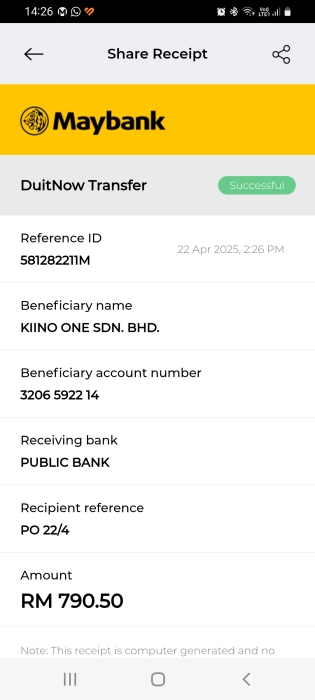 14:26
Share Receipt
Maybank
DuitNow Transfer
Successful
Reference ID
22 Apr 2025, 2:26 PM
581282211M
Beneficiary name
KIINO ONE SDN. BHD.
Beneficiary account number
3206 5922 14
Receiving bank
PUBLIC BANK
Recipient reference
PO 22/4
Amount
RM 790.50
Note: This receipt is computer generated and no